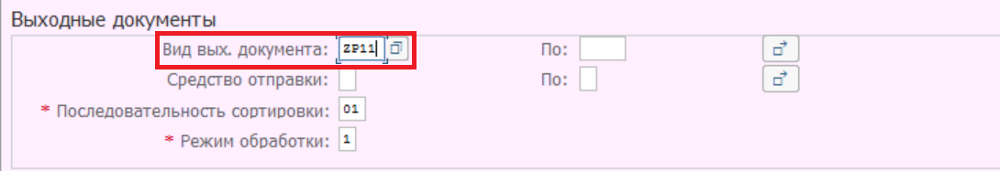 Выходные документы
Вид вых. документа: ZP11 По:
Средство отправки: По:
* Последовательность сортировки: 01
* Режим обработки: 1